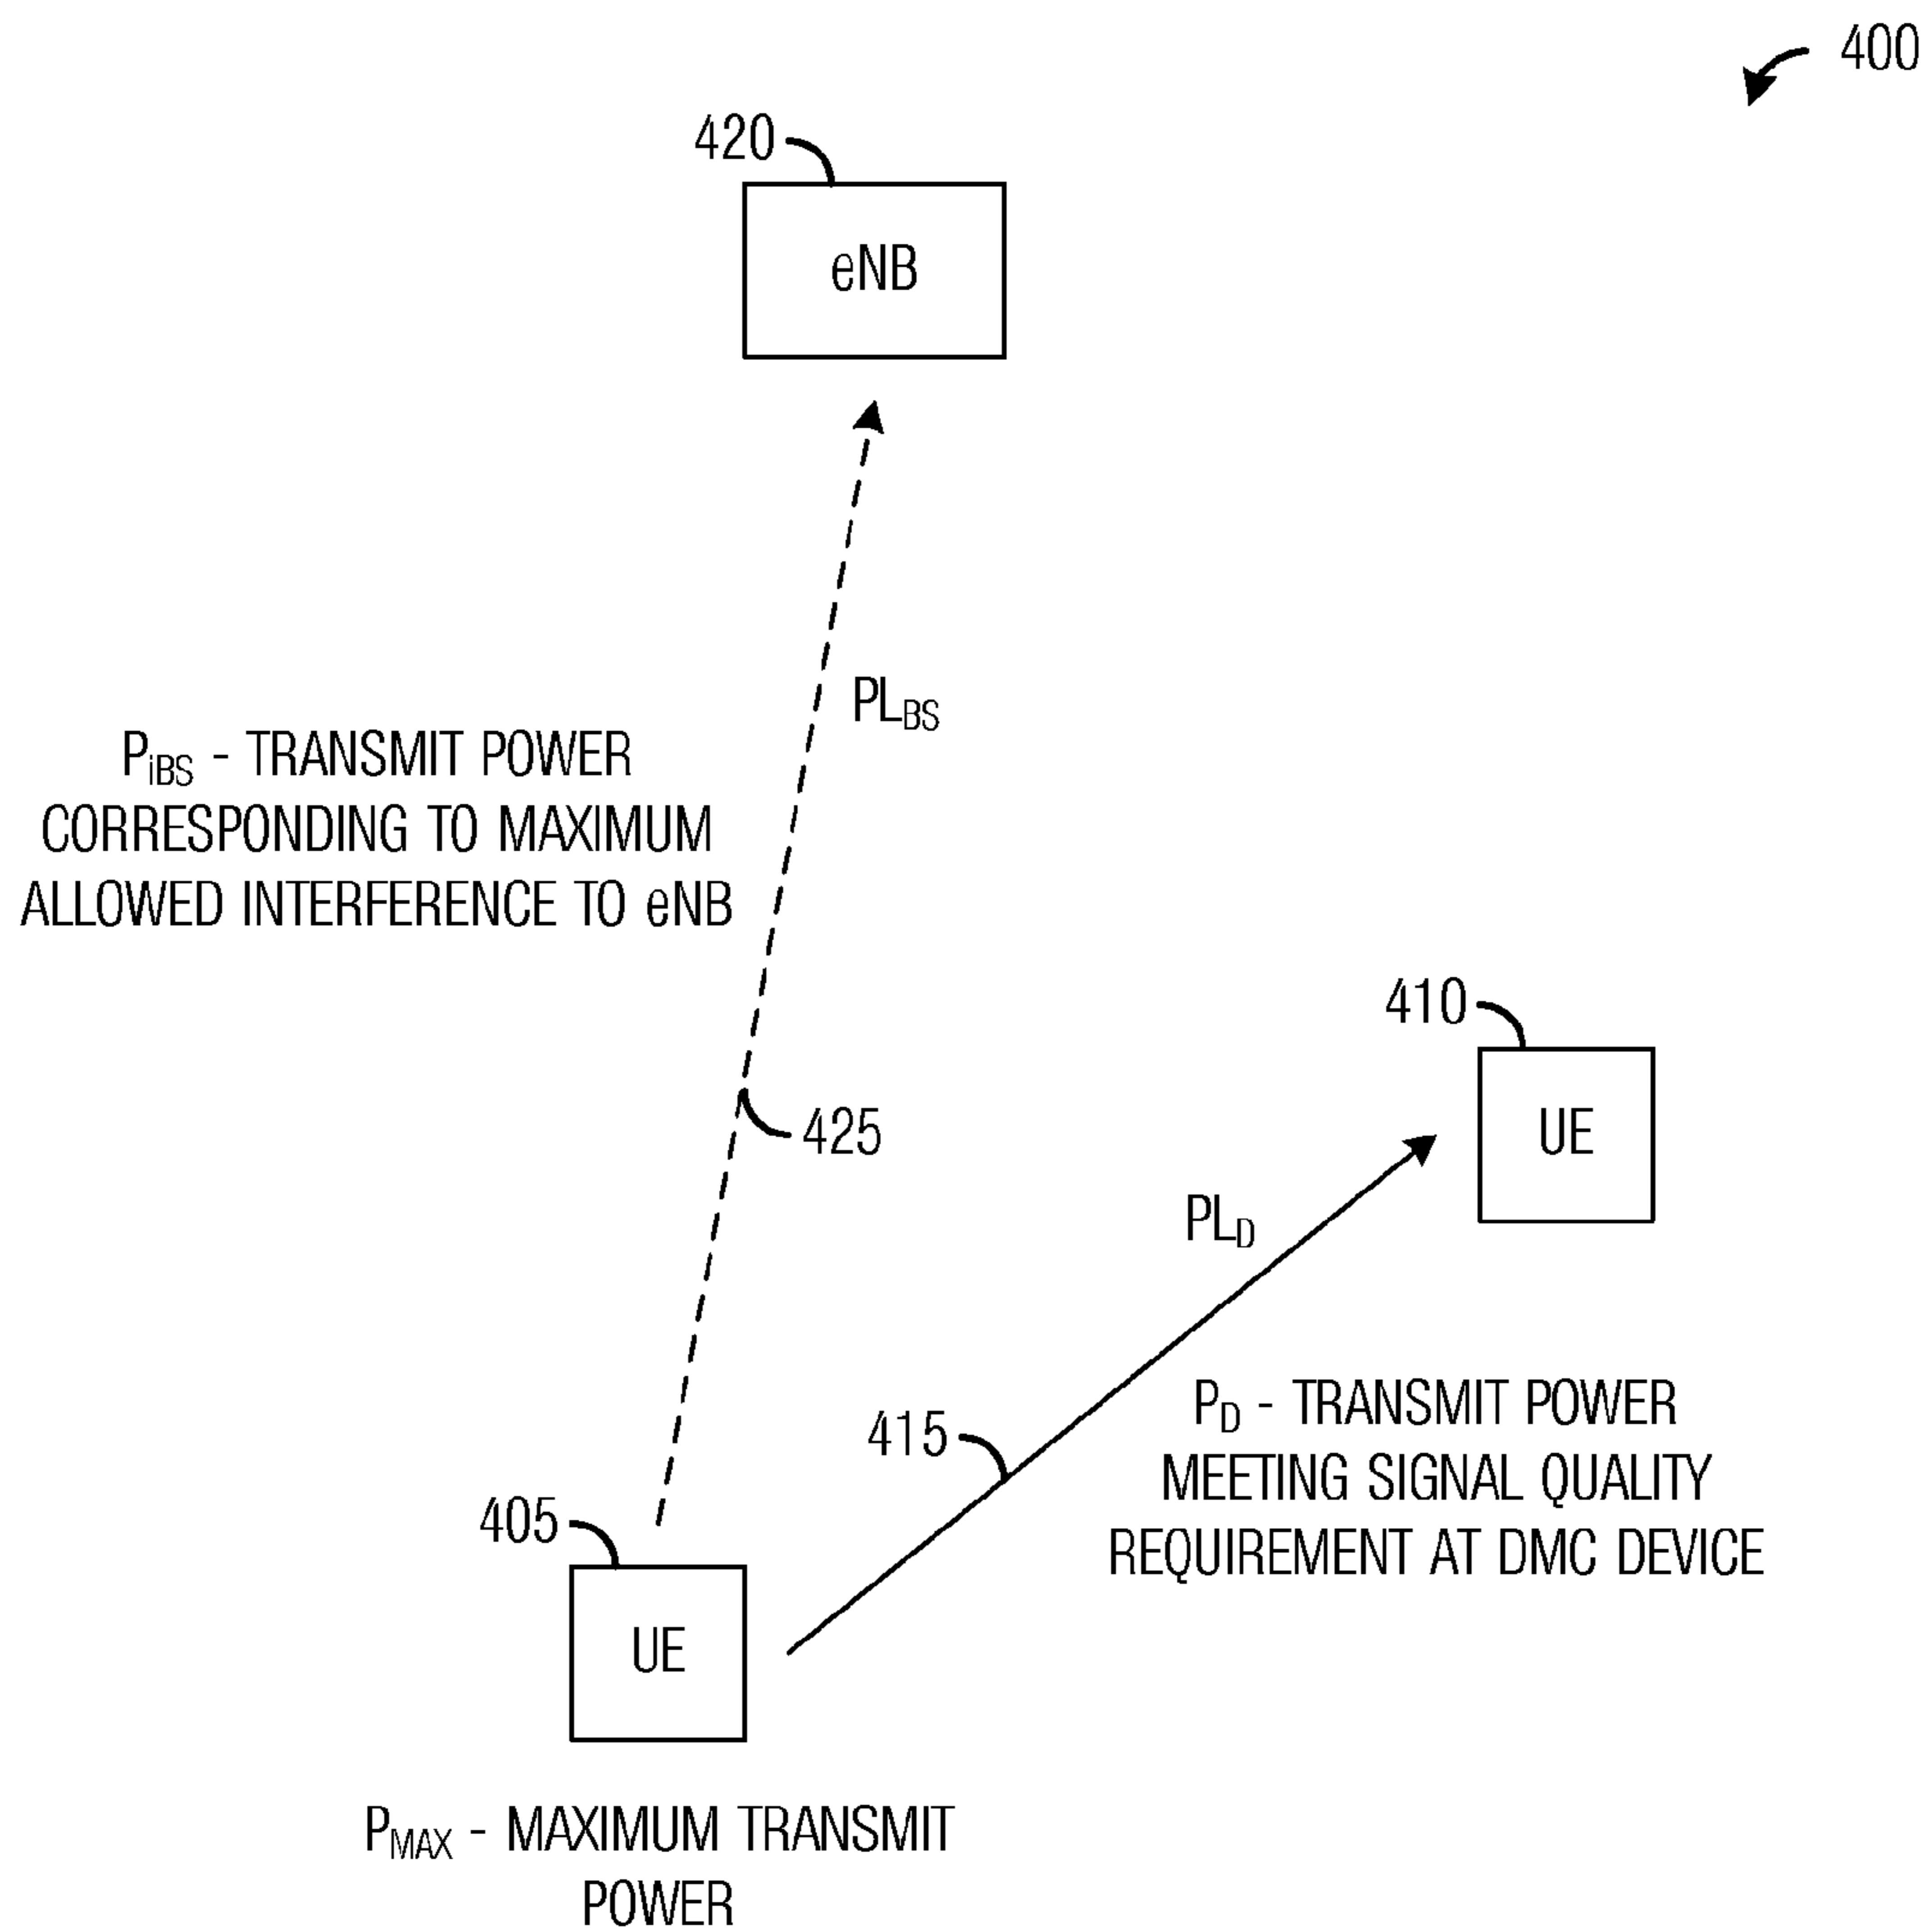 400
420
eNB
PLBS
PiBS - TRANSMIT POWER
CORRESPONDING TO MAXIMUM
ALLOWED INTERFERENCE TO eNB
410
UE
425
PLD
PD - TRANSMIT POWER
MEETING SIGNAL QUALITY
REQUIREMENT AT DMC DEVICE
415
405
UE
PMAX - MAXIMUM TRANSMIT
POWER